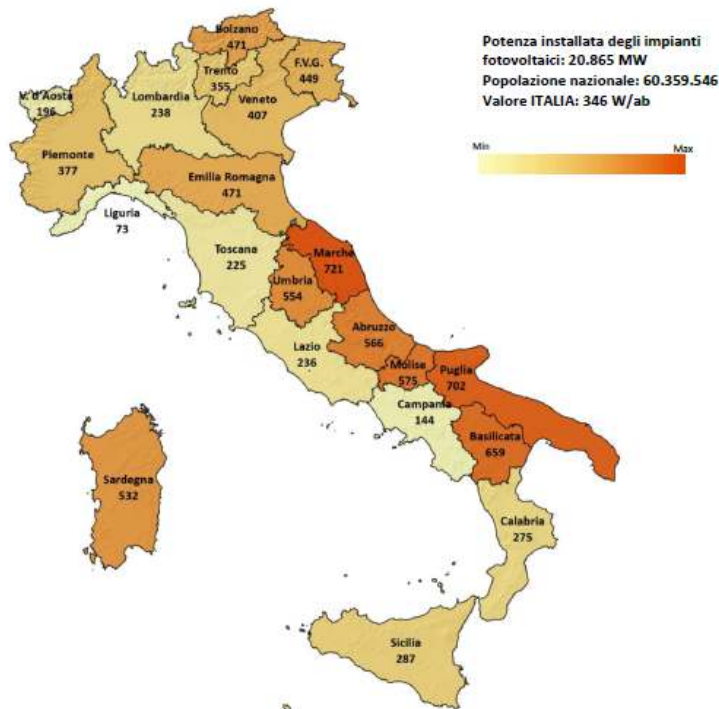 Potenza installata degli impianti
fotovoltaici: 20.865 MW
Popolazione nazionale: 60.359.546
Valore ITALIA: 346 W/ab
Min
Max
Bolzano
471
Trento
355
F.V.G.
449
V. d'Aosta
196
Lombardia
238
Veneto
407
Piemonte
377
Emilia Romagna
471
Liguria
73
Toscana
225
Marche
721
Umbria
554
Abruzzo
566
Lazio
236
Molise
575
Puglia
702
Campania
144
Basilicata
659
Sardegna
532
Calabria
275
Sicilia
287